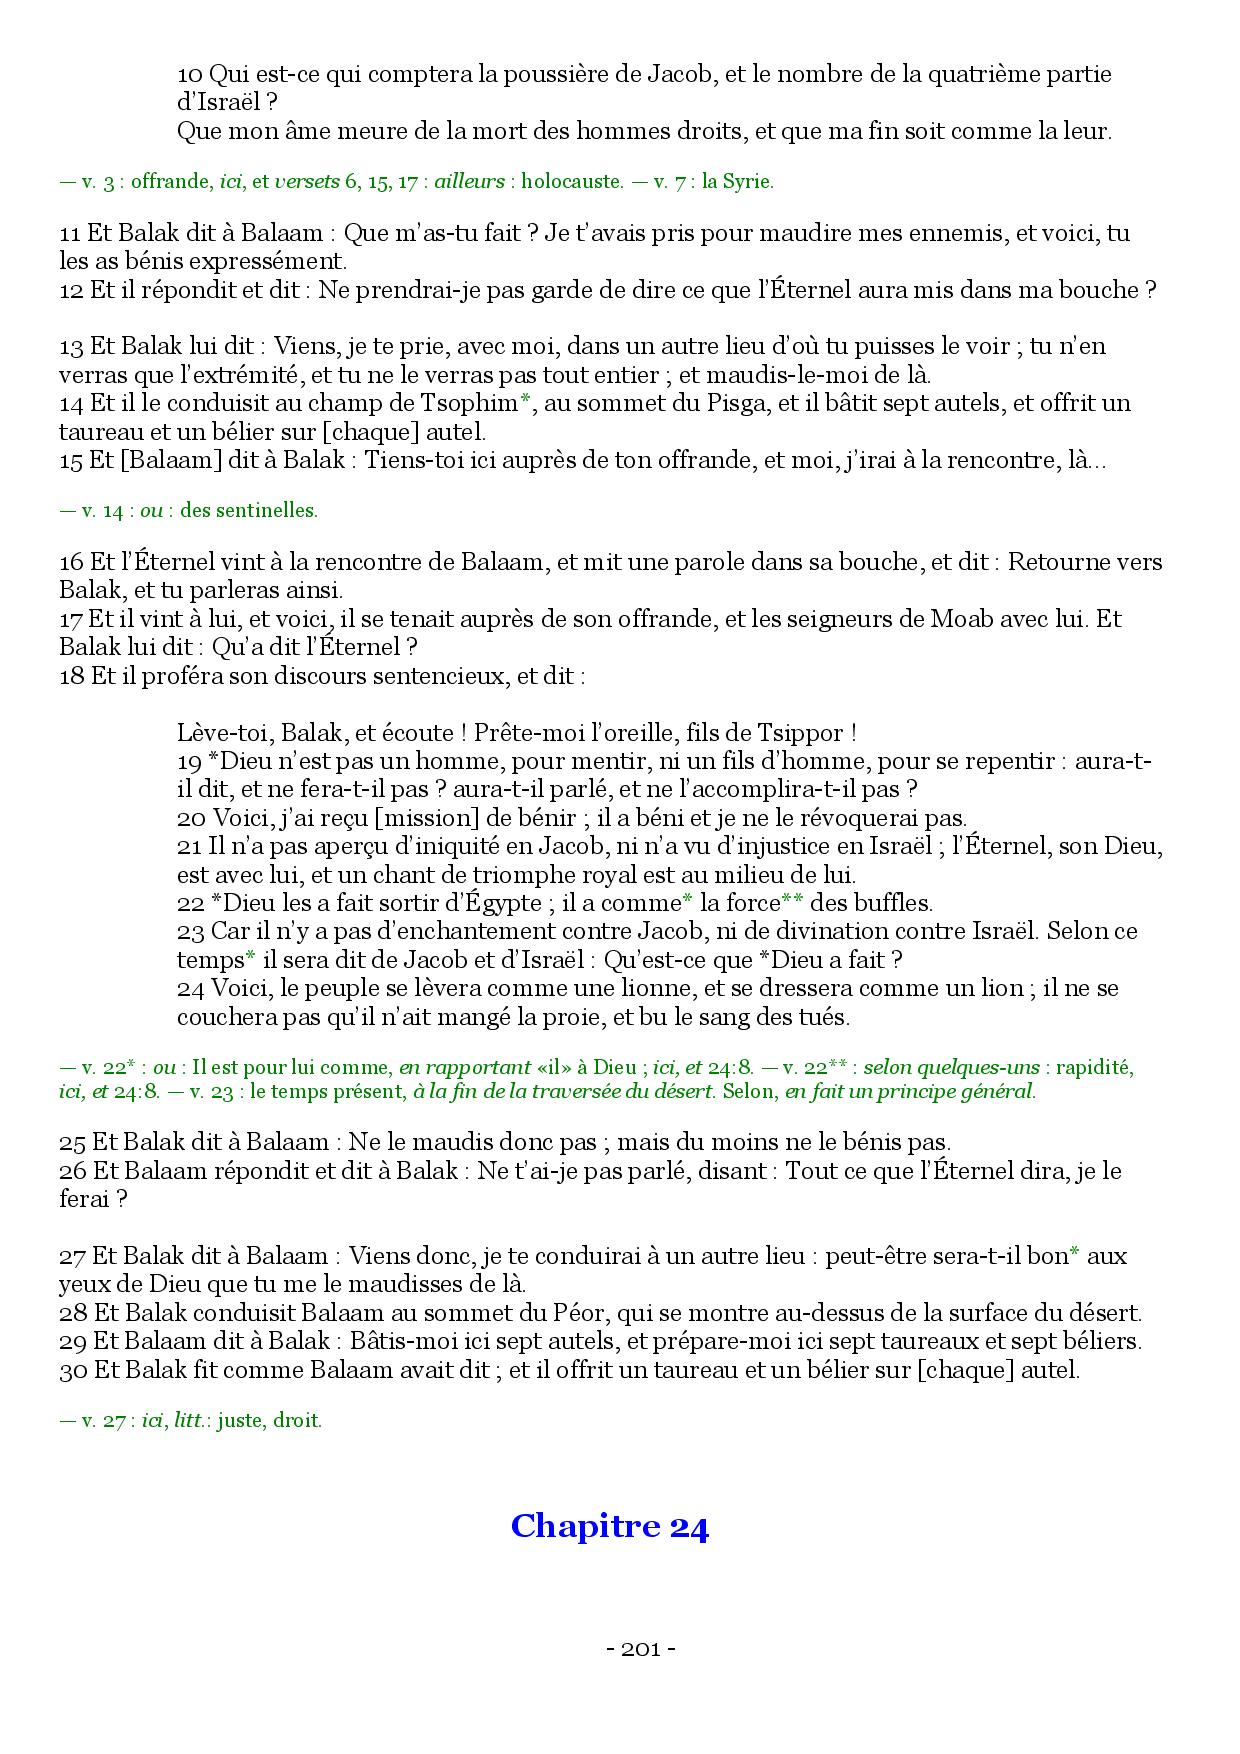 10 Qui est-ce qui comptera la poussière de Jacob, et le nombre de la quatrième partie
d’Israël ?
Que mon âme meure de la mort des hommes droits, et que ma fin soit comme la leur.
— v. 3 : offrande, ici, et versets 6, 15, 17 : ailleurs : holocauste. — v. 7 : la Syrie.
11 Et Balak dit à Balaam : Que m’as-tu fait ? Je t’avais pris pour maudire mes ennemis, et voici, tu
les as bénis expressément.
12 Et il répondit et dit : Ne prendrai-je pas garde de dire ce que l’Éternel aura mis dans ma bouche ?
13 Et Balak lui dit : Viens, je te prie, avec moi, dans un autre lieu d’où tu puisses le voir ; tu n’en
verras que l’extrémité, et tu ne le verras pas tout entier ; et maudis-le-moi de là.
14 Et il le conduisit au champ de Tsophim*, au sommet du Pisga, et il bâtit sept autels, et offrit un
taureau et un bélier sur [chaque] autel.
15 Et [Balaam] dit à Balak : Tiens-toi ici auprès de ton offrande, et moi, j’irai à la rencontre, là…
— v. 14 : ou : des sentinelles.
16 Et l’Éternel vint à la rencontre de Balaam, et mit une parole dans sa bouche, et dit : Retourne vers
Balak, et tu parleras ainsi.
17 Et il vint à lui, et voici, il se tenait auprès de son offrande, et les seigneurs de Moab avec lui. Et
Balak lui dit : Qu’a dit l’Éternel ?
18 Et il proféra son discours sentencieux, et dit :
Lève-toi, Balak, et écoute ! Prête-moi l’oreille, fils de Tsippor !
19 *Dieu n’est pas un homme, pour mentir, ni un fils d’homme, pour se repentir : aura-t-
il dit, et ne fera-t-il pas ? aura-t-il parlé, et ne l’accomplira-t-il pas ?
20 Voici, j’ai reçu [mission] de bénir ; il a béni et je ne le révoquerai pas.
21 Il n’a pas aperçu d’iniquité en Jacob, ni n’a vu d’injustice en Israël ; l’Éternel, son Dieu,
est avec lui, et un chant de triomphe royal est au milieu de lui.
22 *Dieu les a fait sortir d’Égypte ; il a comme* la force** des buffles.
23 Car il n’y a pas d’enchantement contre Jacob, ni de divination contre Israël. Selon ce
temps* il sera dit de Jacob et d’Israël : Qu’est-ce que *Dieu a fait ?
24 Voici, le peuple se lèvera comme une lionne, et se dressera comme un lion ; il ne se
couchera pas qu’il n’ait mangé la proie, et bu le sang des tués.
— v. 22* : ou : Il est pour lui comme, en rapportant «il» à Dieu ; ici, et 24:8. — v. 22** : selon quelques-uns : rapidité,
ici, et 24:8. — v. 23 : le temps présent, à la fin de la traversée du désert. Selon, en fait un principe général.
25 Et Balak dit à Balaam : Ne le maudis donc pas ; mais du moins ne le bénis pas.
26 Et Balaam répondit et dit à Balak : Ne t’ai-je pas parlé, disant : Tout ce que l’Éternel dira, je le
ferai ?
27 Et Balak dit à Balaam : Viens donc, je te conduirai à un autre lieu : peut-être sera-t-il bon* aux
yeux de Dieu que tu me le maudisses de là.
28 Et Balak conduisit Balaam au sommet du Péor, qui se montre au-dessus de la surface du désert.
29 Et Balaam dit à Balak : Bâtis-moi ici sept autels, et prépare-moi ici sept taureaux et sept béliers.
30 Et Balak fit comme Balaam avait dit ; et il offrit un taureau et un bélier sur [chaque] autel.
— v. 27 : ici, litt.: juste, droit.
Chapitre 24
- 201 -